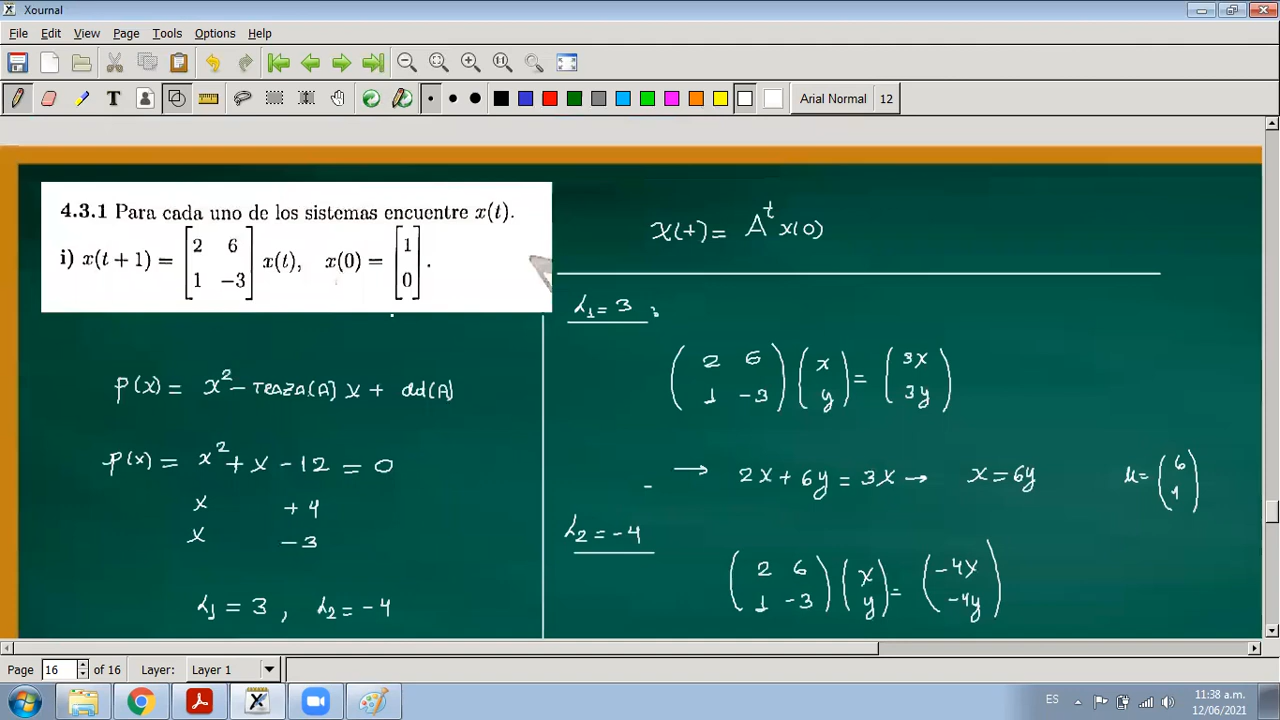 Xournal
File Edit View Page Tools Options Help
Arial Normal 12
4.3.1 Para cada uno de los sistemas encuentre x(t).
i) x(t + 1) = [2 6; 1 −3] x(t), x(0) = [1; 0].
x(t) = A^t x(0)
p(x) = x² − TRAZA(A) x + dd(A)
p(x) = x² + x − 12 = 0
x + 4
x − 3
λ₁ = 3 , λ₂ = −4
λ₁ = 3 :
(2 6; 1 −3) (x; y) = (3x; 3y)
→ 2x + 6y = 3x → x = 6y u = (6; 1)
λ₂ = −4
(2 6; 1 −3) (x; y) = (−4x; −4y)
Page 16 of 16 Layer: Layer 1
ES 11:38 a.m.
12/06/2021